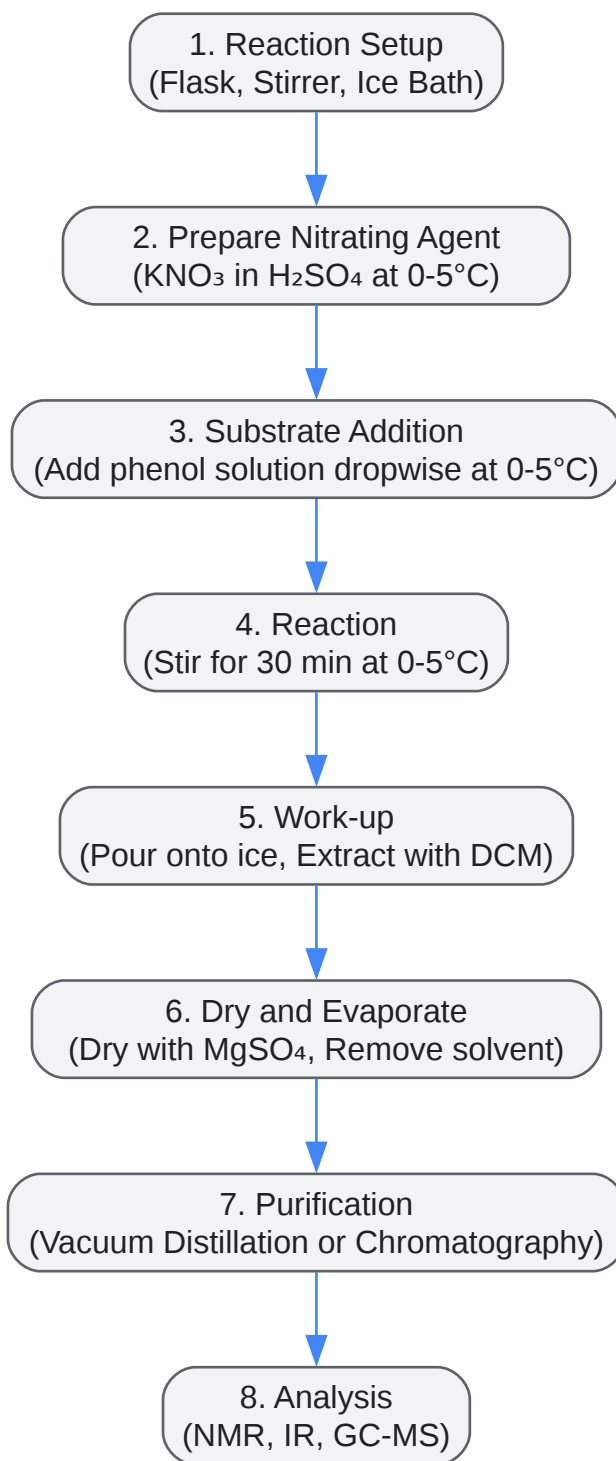 1. Reaction Setup
(Flask, Stirrer, Ice Bath)
2. Prepare Nitrating Agent
(KNO₃ in H₂SO₄ at 0-5°C)
3. Substrate Addition
(Add phenol solution dropwise at 0-5°C)
4. Reaction
(Stir for 30 min at 0-5°C)
5. Work-up
(Pour onto ice, Extract with DCM)
6. Dry and Evaporate
(Dry with MgSO₄, Remove solvent)
7. Purification
(Vacuum Distillation or Chromatography)
8. Analysis
(NMR, IR, GC-MS)